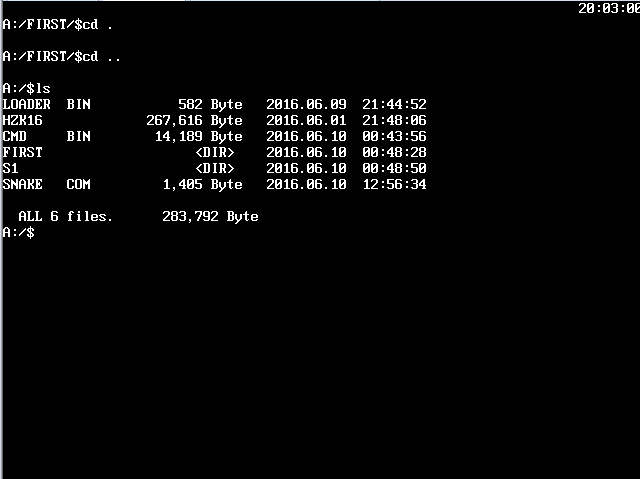 20:03:00
A:/FIRST/$cd .
A:/FIRST/$cd ..
A:/$ls
LOADER  BIN           582 Byte   2016.06.09  21:44:52
HZK16             267,616 Byte   2016.06.01  21:48:06
CMD     BIN        14,189 Byte   2016.06.10  00:43:56
FIRST                   <DIR>    2016.06.10  00:48:28
S1                      <DIR>    2016.06.10  00:48:50
SNAKE   COM         1,405 Byte   2016.06.10  12:56:34
ALL 6 files.      283,792 Byte
A:/$